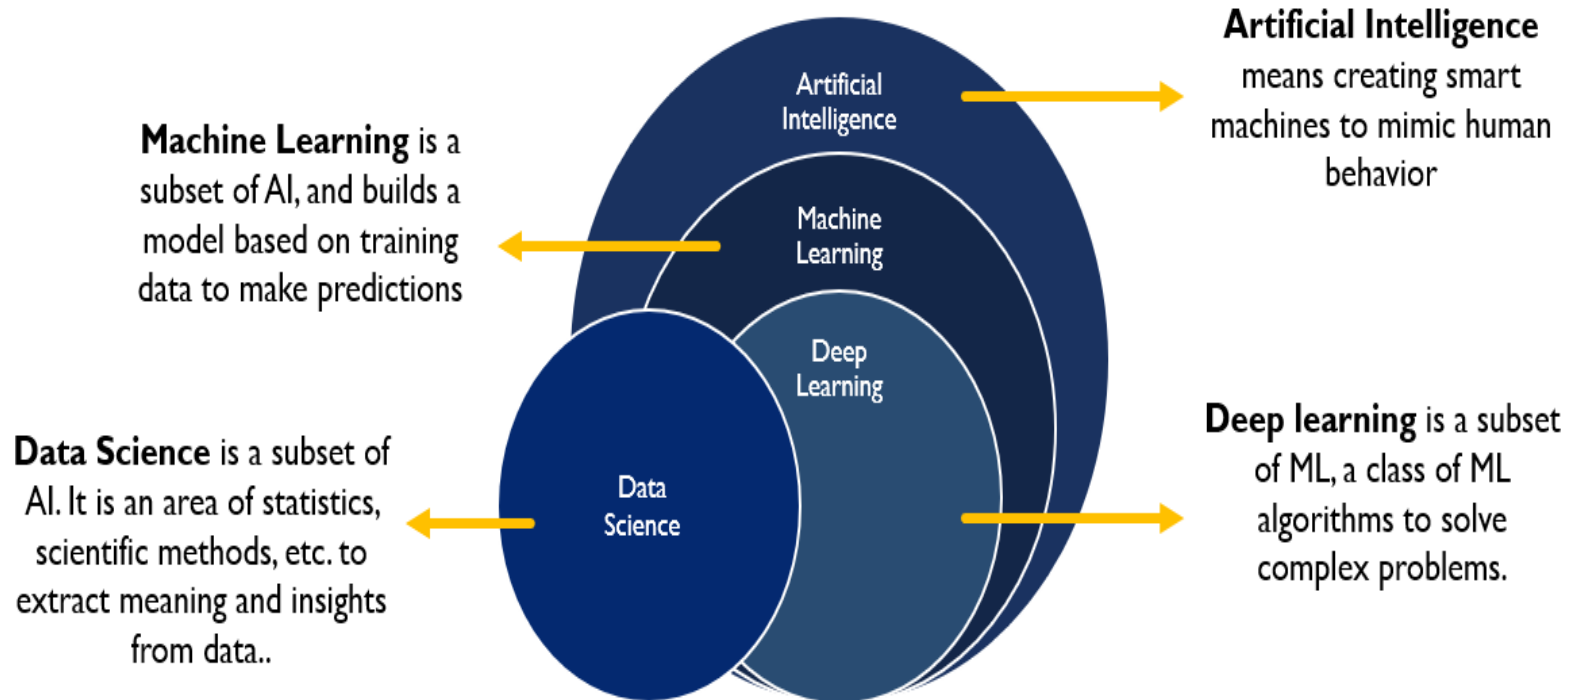 Artificial Intelligence
means creating smart
machines to mimic human
behavior
Machine Learning is a
subset of AI, and builds a
model based on training
data to make predictions
Artificial
Intelligence
Machine
Learning
Deep
Learning
Data
Science
Data Science is a subset of
AI. It is an area of statistics,
scientific methods, etc. to
extract meaning and insights
from data..
Deep learning is a subset
of ML, a class of ML
algorithms to solve
complex problems.